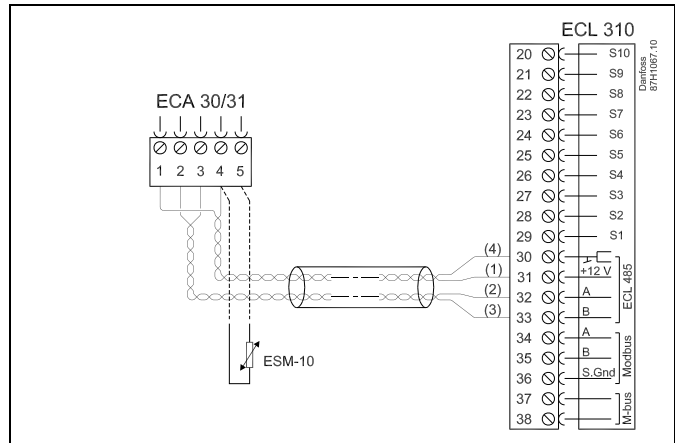 ECL 310
Danfoss
87H1067.10
ECA 30/31
1 2 3 4 5
20 S10
21 S9
22 S8
23 S7
24 S6
25 S5
26 S4
27 S3
28 S2
29 S1
(4) 30
(1) 31 +12 V
(2) 32 A
(3) 33 B
ECL 485
34 A
35 B
36 S.Gnd
Modbus
37
38
M-bus
ESM-10